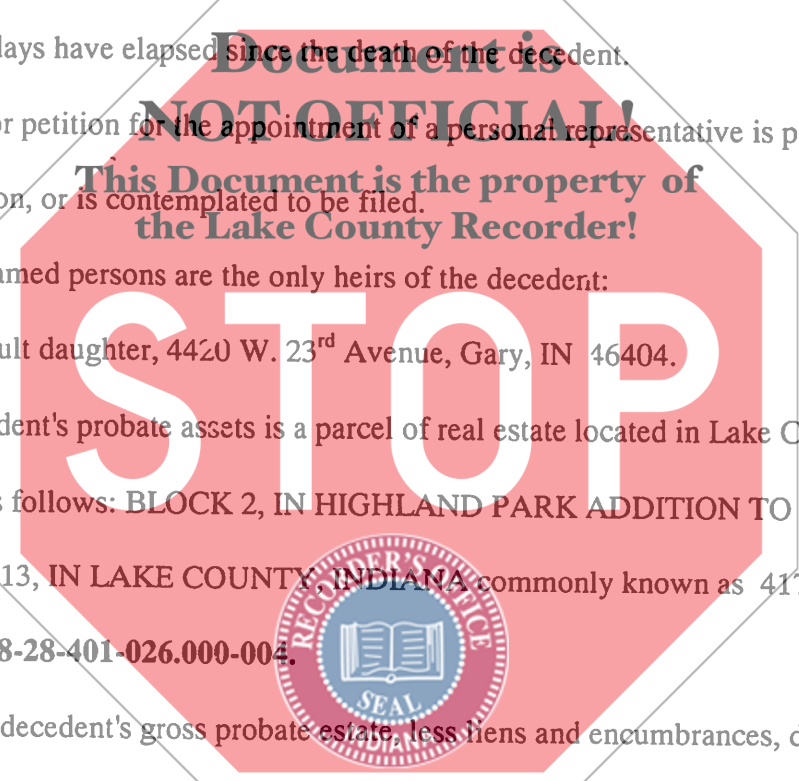 lays have elapsed since the death of the decedent.
Document is
NOT OFFICIAL!
r petition for the appointment of a personal representative is p
This Document is the property of
on, or is contemplated to be filed.
the Lake County Recorder!
amed persons are the only heirs of the decedent:
STOP
ult daughter, 4420 W. 23rd Avenue, Gary, IN 46404.
dent's probate assets is a parcel of real estate located in Lake C
s follows: BLOCK 2, IN HIGHLAND PARK ADDITION TO
13, IN LAKE COUNTY, INDIANA commonly known as 417
8-28-401-026.000-004.
RECORDER'S OFFICE
SEAL
INDIANA
decedent's gross probate estate, less liens and encumbrances, d